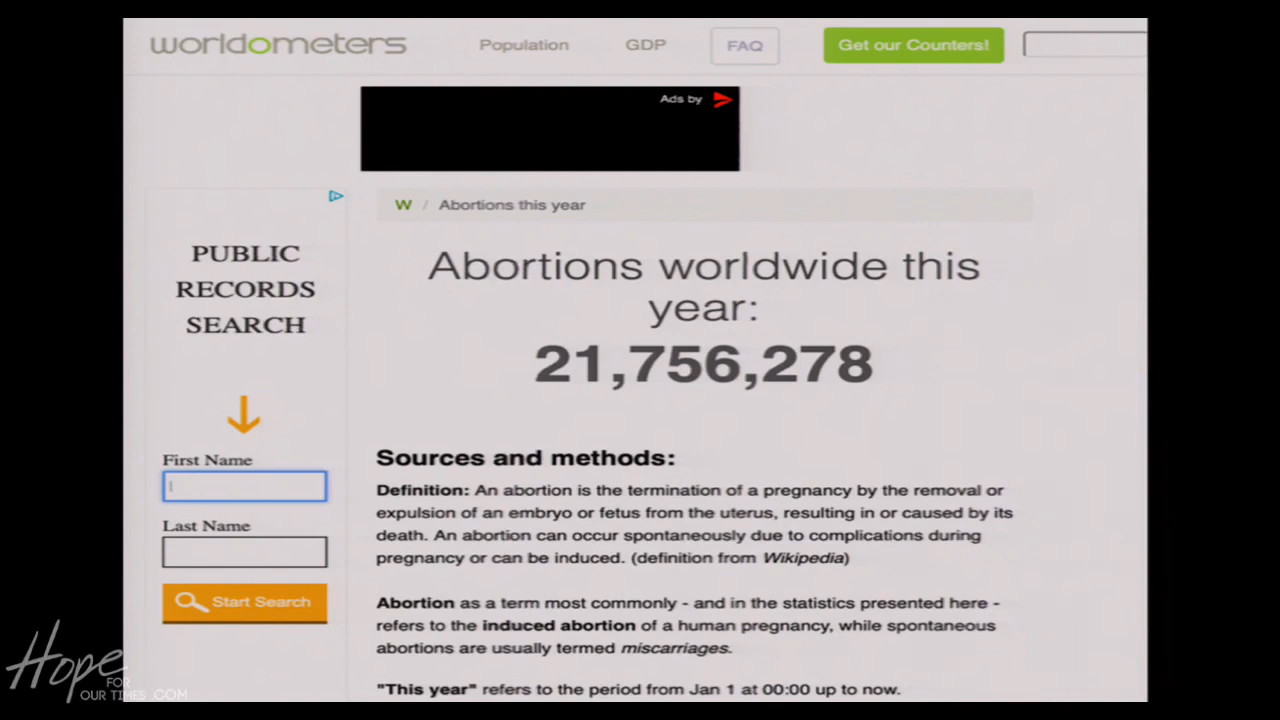 worldometers
Population
GDP
FAQ
Get our Counters!
Ads by
W / Abortions this year
PUBLIC
RECORDS
SEARCH
First Name
Last Name
Start Search
Abortions worldwide this
year:
21,756,278
Sources and methods:
Definition: An abortion is the termination of a pregnancy by the removal or
expulsion of an embryo or fetus from the uterus, resulting in or caused by its
death. An abortion can occur spontaneously due to complications during
pregnancy or can be induced. (definition from Wikipedia)
Abortion as a term most commonly - and in the statistics presented here -
refers to the induced abortion of a human pregnancy, while spontaneous
abortions are usually termed miscarriages.
"This year" refers to the period from Jan 1 at 00:00 up to now.
Hope
FOR
OUR TIMES .COM